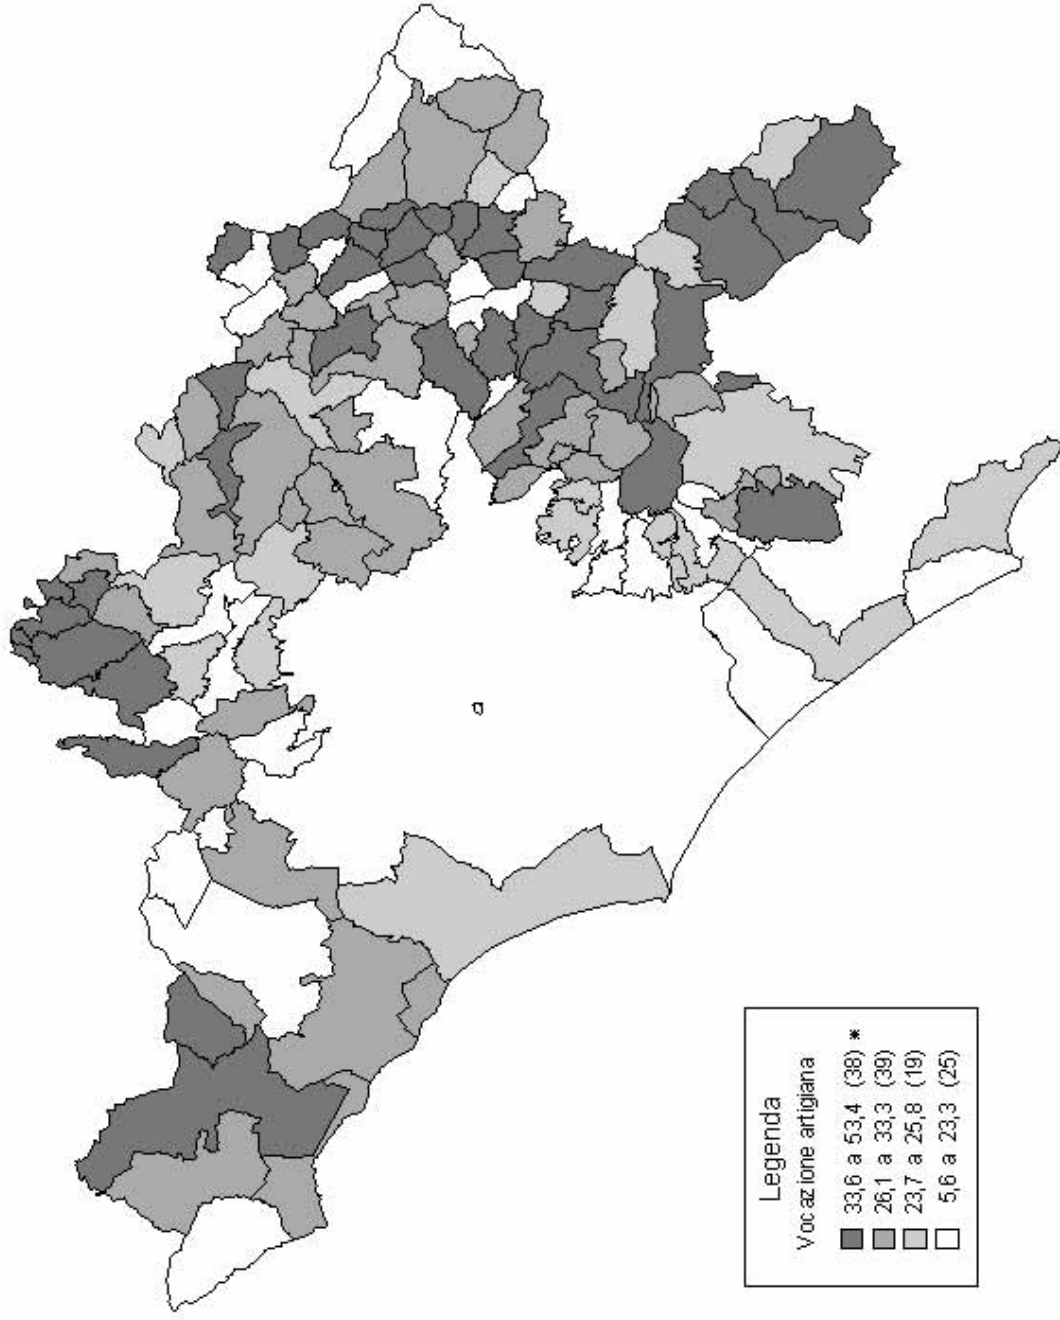 Legenda
Vocazione artigiana
33,6 a 53,4 (38) *
26,1 a 33,3 (39)
23,7 a 25,8 (19)
5,6 a 23,3 (25)